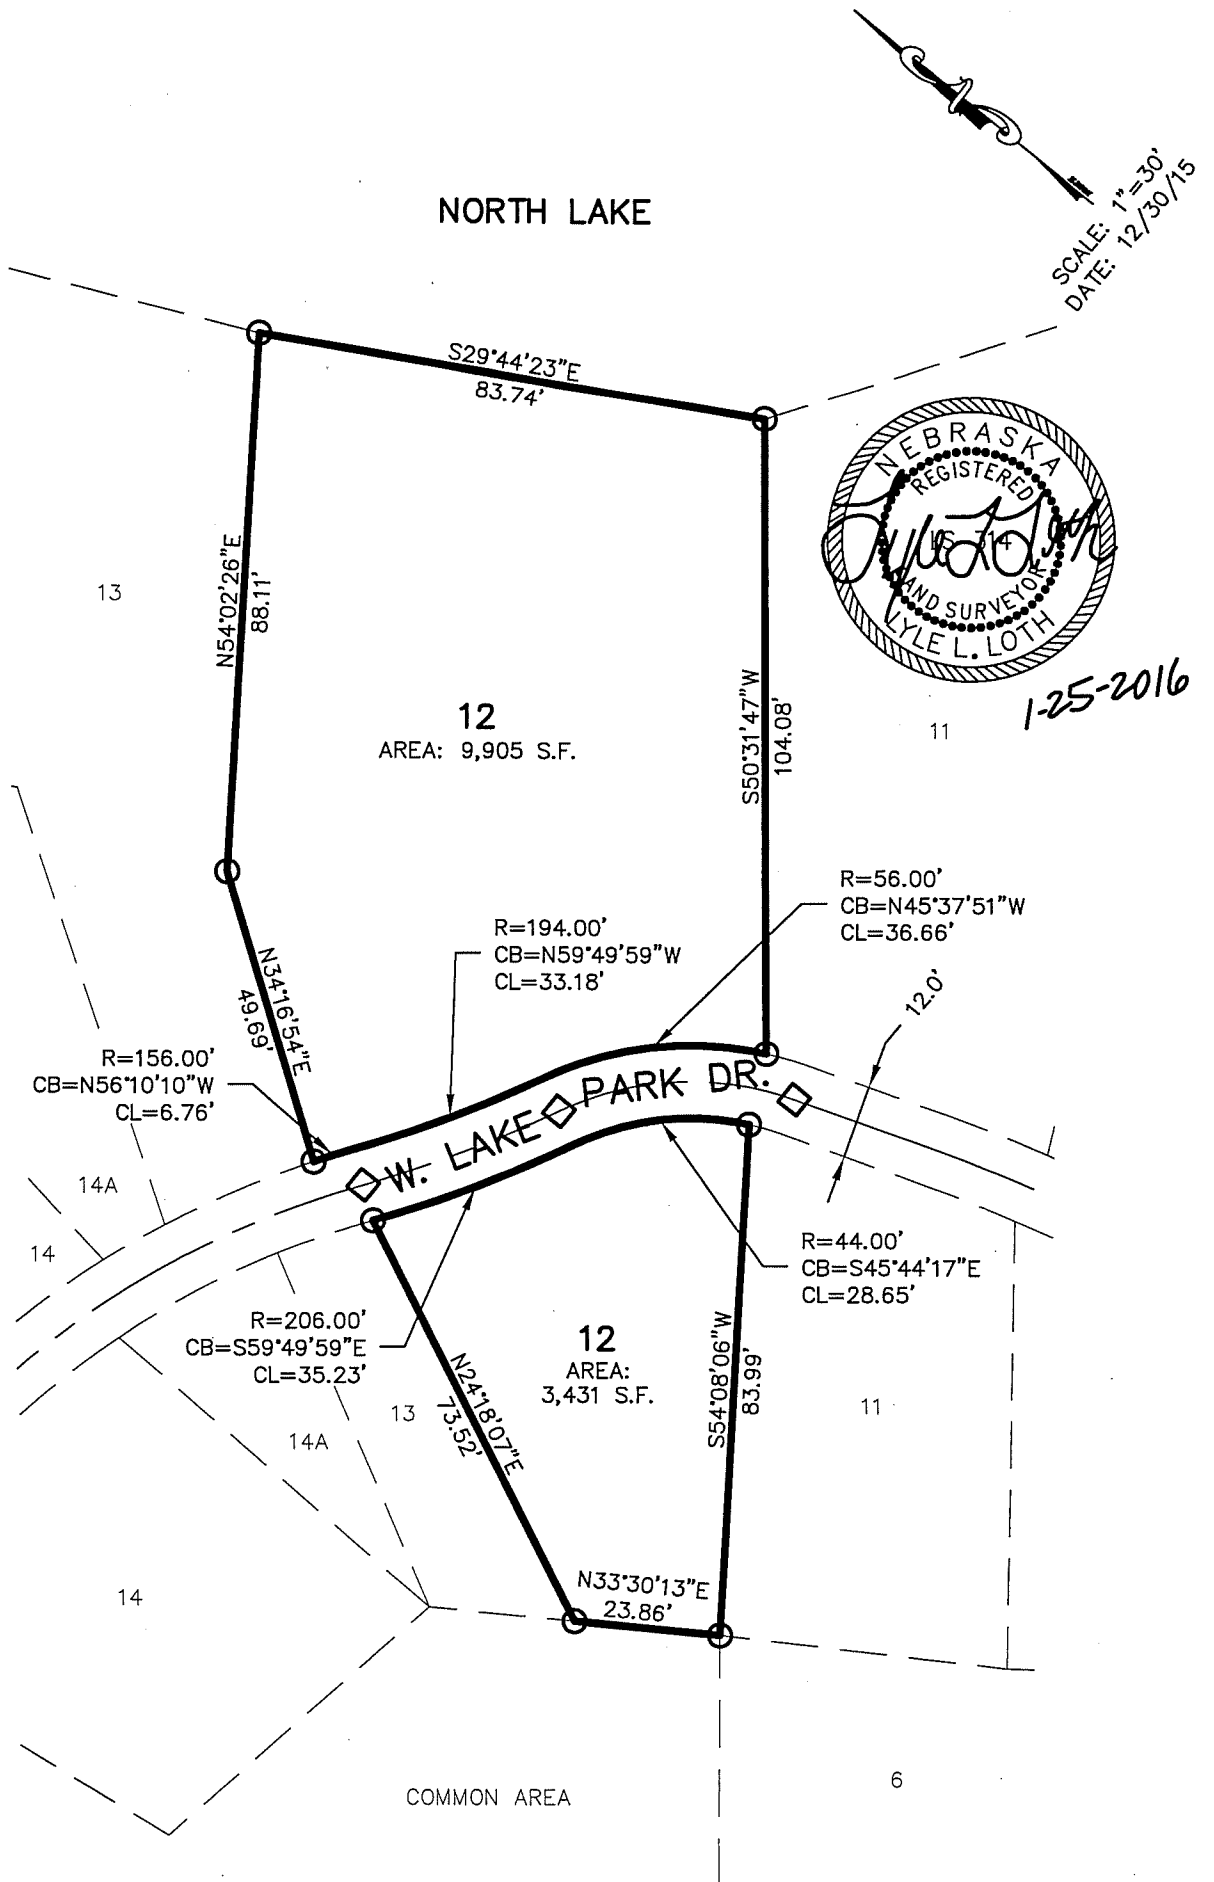 SCALE: 1"=30'
DATE: 12/30/15
NORTH LAKE
S29°44'23"E
83.74'
NEBRASKA
REGISTERED
LS 314
LAND SURVEYOR
LYLE L. LOTH
1-25-2016
N54°02'26"E
88.11'
13
12
AREA: 9,905 S.F.
S50°31'47"W
104.08'
11
R=56.00'
CB=N45°37'51"W
CL=36.66'
R=194.00'
CB=N59°49'59"W
CL=33.18'
12.0'
N34°16'54"E
49.69'
R=156.00'
CB=N56°10'10"W
CL=6.76'
W. LAKE PARK DR.
14A
14
R=44.00'
CB=S45°44'17"E
CL=28.65'
R=206.00'
CB=S59°49'59"E
CL=35.23'
12
AREA:
3,431 S.F.
N24°18'07"E
73.52'
S54°08'06"W
83.99'
13
11
14A
N33°30'13"E
23.86'
14
COMMON AREA
6